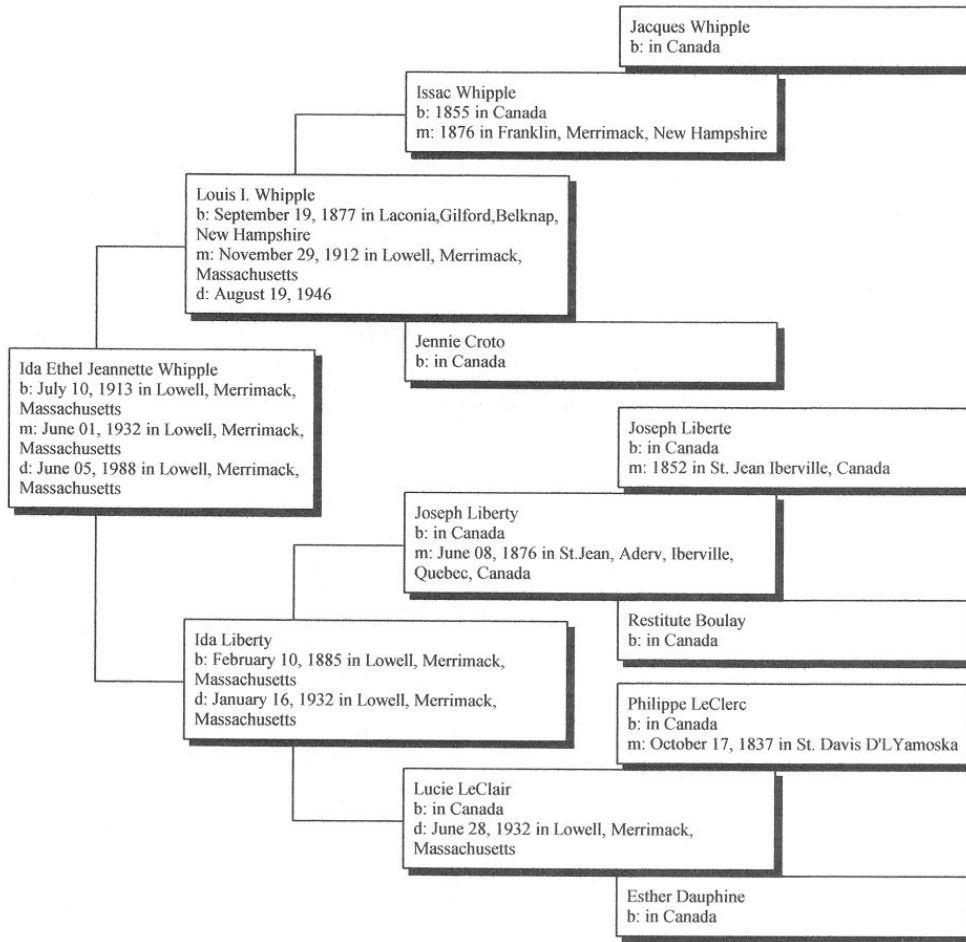 Jacques Whipple
b: in Canada
Issac Whipple
b: 1855 in Canada
m: 1876 in Franklin, Merrimack, New Hampshire
Louis I. Whipple
b: September 19, 1877 in Laconia,Gilford,Belknap,
New Hampshire
m: November 29, 1912 in Lowell, Merrimack,
Massachusetts
d: August 19, 1946
Jennie Croto
b: in Canada
Ida Ethel Jeannette Whipple
b: July 10, 1913 in Lowell, Merrimack,
Massachusetts
m: June 01, 1932 in Lowell, Merrimack,
Massachusetts
d: June 05, 1988 in Lowell, Merrimack,
Massachusetts
Joseph Liberte
b: in Canada
m: 1852 in St. Jean Iberville, Canada
Joseph Liberty
b: in Canada
m: June 08, 1876 in St.Jean, Aderv, Iberville,
Quebec, Canada
Restitute Boulay
b: in Canada
Ida Liberty
b: February 10, 1885 in Lowell, Merrimack,
Massachusetts
d: January 16, 1932 in Lowell, Merrimack,
Massachusetts
Philippe LeClerc
b: in Canada
m: October 17, 1837 in St. Davis D'LYamoska
Lucie LeClair
b: in Canada
d: June 28, 1932 in Lowell, Merrimack,
Massachusetts
Esther Dauphine
b: in Canada